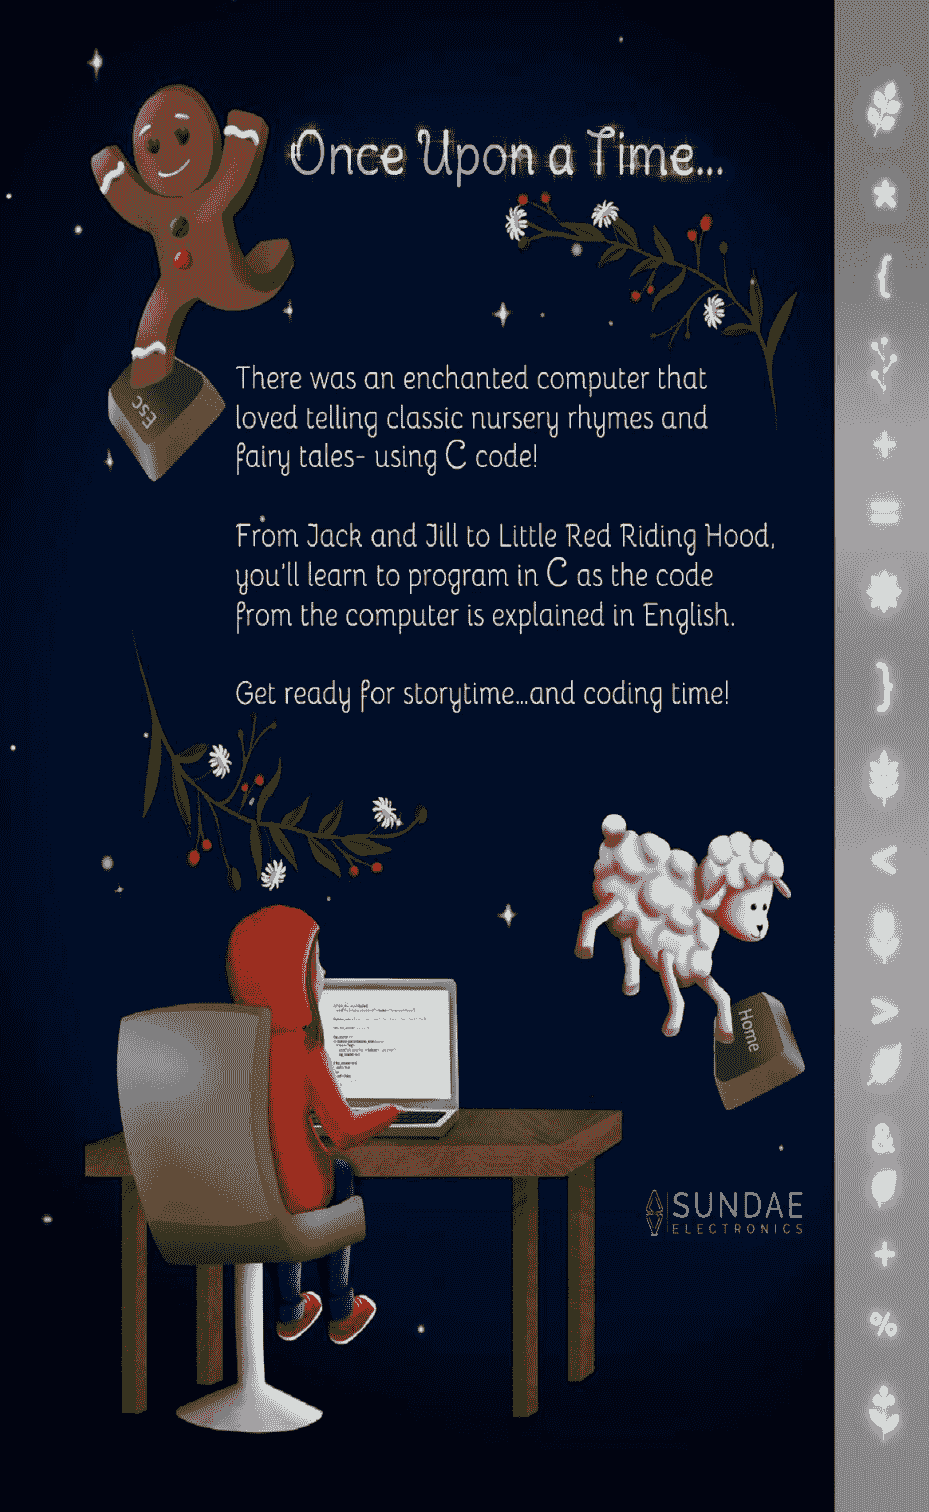 Once Upon a Time...
Esc
There was an enchanted computer that
loved telling classic nursery rhymes and
fairy tales- using C code!
From Jack and Jill to Little Red Riding Hood,
you'll learn to program in C as the code
from the computer is explained in English.
Get ready for storytime...and coding time!
Home
SUNDAE
ELECTRONICS
*
{
+
=
}
<
>
&
+
%